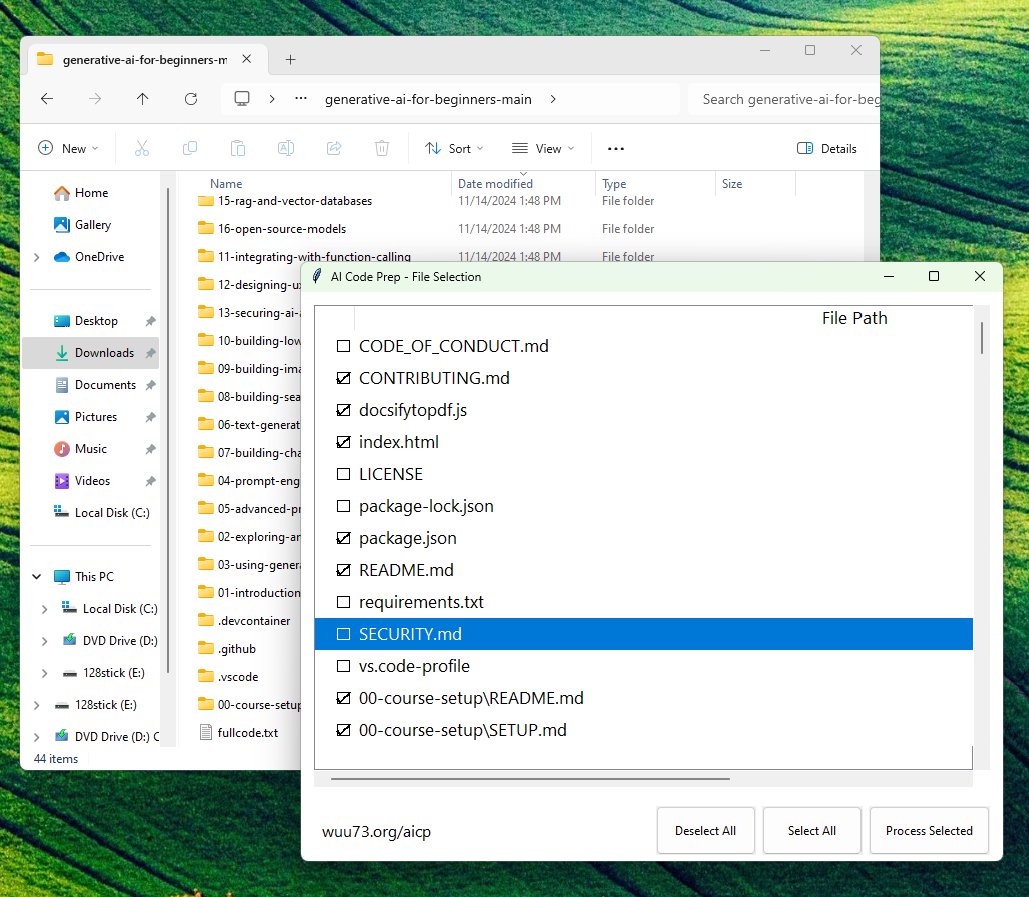 generative-ai-for-beginners-m
generative-ai-for-beginners-main
Search generative-ai-for-beg
New
Sort
View
Details
Home
Gallery
OneDrive
Desktop
Downloads
Documents
Pictures
Music
Videos
Local Disk (C:)
This PC
Local Disk (C:)
DVD Drive (D:)
128stick (E:)
128stick (E:)
DVD Drive (D:) C
44 items
Name Date modified Type Size
15-rag-and-vector-databases 11/14/2024 1:48 PM File folder
16-open-source-models 11/14/2024 1:48 PM File folder
11-integrating-with-function-calling 11/14/2024 1:48 PM File folder
12-designing-ux
13-securing-ai-a
10-building-low
09-building-ima
08-building-sea
06-text-generat
07-building-cha
04-prompt-eng
05-advanced-pr
02-exploring-an
03-using-genera
01-introduction
.devcontainer
.github
.vscode
00-course-setup
fullcode.txt
AI Code Prep - File Selection
File Path
CODE_OF_CONDUCT.md
CONTRIBUTING.md
docsifytopdf.js
index.html
LICENSE
package-lock.json
package.json
README.md
requirements.txt
SECURITY.md
vs.code-profile
00-course-setup\README.md
00-course-setup\SETUP.md
wuu73.org/aicp
Deselect All
Select All
Process Selected